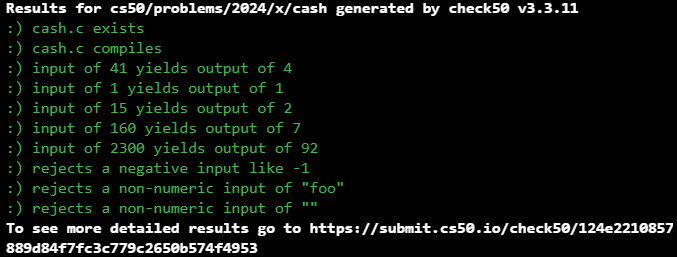 Results for cs50/problems/2024/x/cash generated by check50 v3.3.11
:) cash.c exists
:) cash.c compiles
:) input of 41 yields output of 4
:) input of 1 yields output of 1
:) input of 15 yields output of 2
:) input of 160 yields output of 7
:) input of 2300 yields output of 92
:) rejects a negative input like -1
:) rejects a non-numeric input of "foo"
:) rejects a non-numeric input of ""
To see more detailed results go to https://submit.cs50.io/check50/124e2210857
889d84f7fc3c779c2650b574f4953